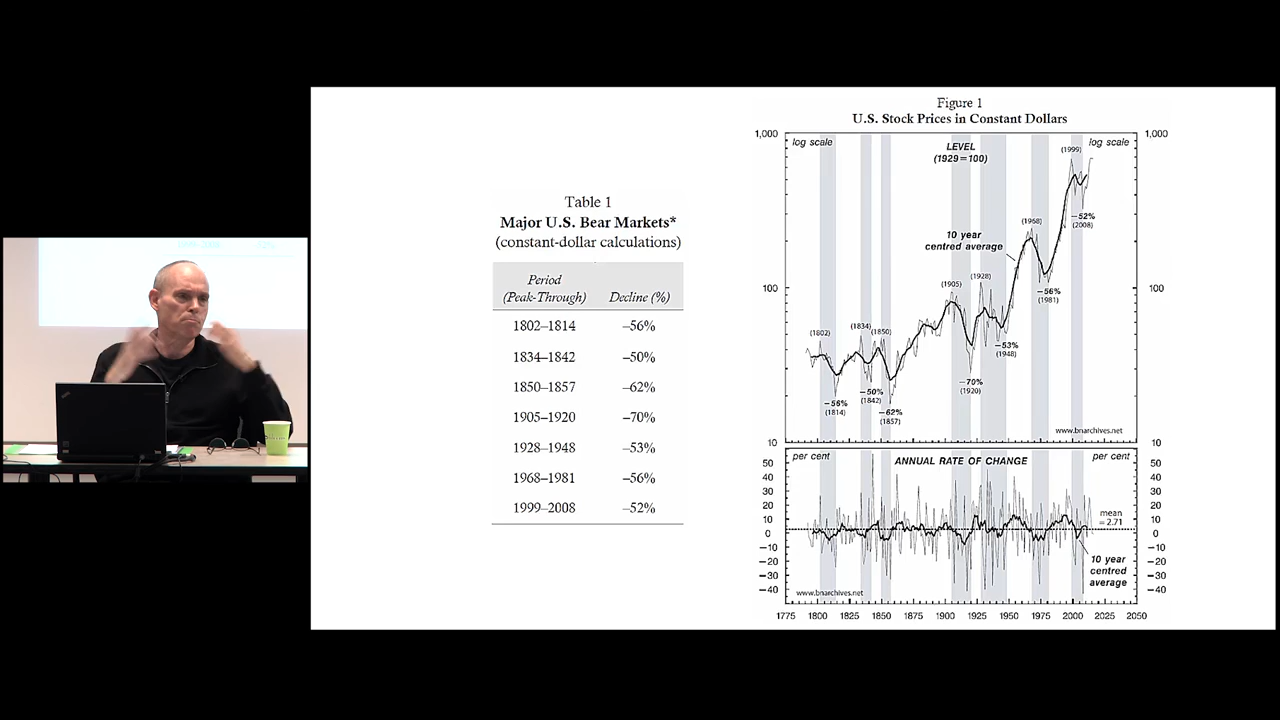 Table 1
Major U.S. Bear Markets*
(constant-dollar calculations)
Period
(Peak-Through) Decline (%)
1802–1814 –56%
1834–1842 –50%
1850–1857 –62%
1905–1920 –70%
1928–1948 –53%
1968–1981 –56%
1999–2008 –52%
Figure 1
U.S. Stock Prices in Constant Dollars
1,000 1,000
log scale log scale
LEVEL
(1929=100)
(1999)
–52%
(2008)
(1968)
10 year
centred average
(1905)
(1928)
100 100
–56%
(1981)
(1802)
(1834)
(1850)
–53%
(1948)
–70%
(1920)
–50%
(1842)
–56%
(1814)
–62%
(1857)
www.bnarchives.net
10 10
per cent per cent
ANNUAL RATE OF CHANGE
50 50
40 40
30 30
20 20
10 10
mean
= 2.71
0 0
–10 –10
–20 –20
–30 –30
–40 –40
10 year
centred
average
www.bnarchives.net
1775 1800 1825 1850 1875 1900 1925 1950 1975 2000 2025 2050